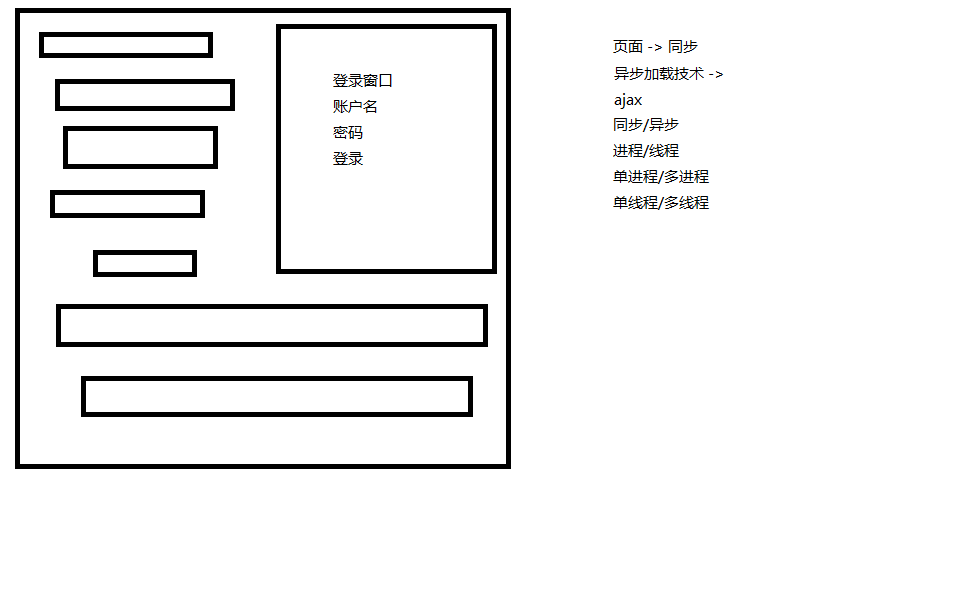 登录窗口
账户名
密码
登录
页面 -> 同步
异步加载技术 ->
ajax
同步/异步
进程/线程
单进程/多进程
单线程/多线程